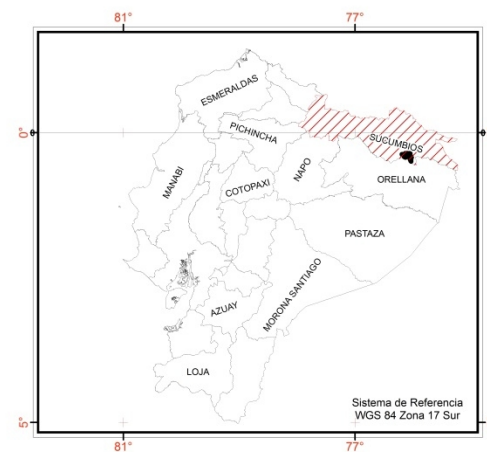 81°
77°
ESMERALDAS
PICHINCHA
SUCUMBIOS
0°
MANABI
COTOPAXI
NAPO
ORELLANA
PASTAZA
MORONA SANTIAGO
AZUAY
LOJA
Sistema de Referencia
WGS 84 Zona 17 Sur
5°
81°
77°